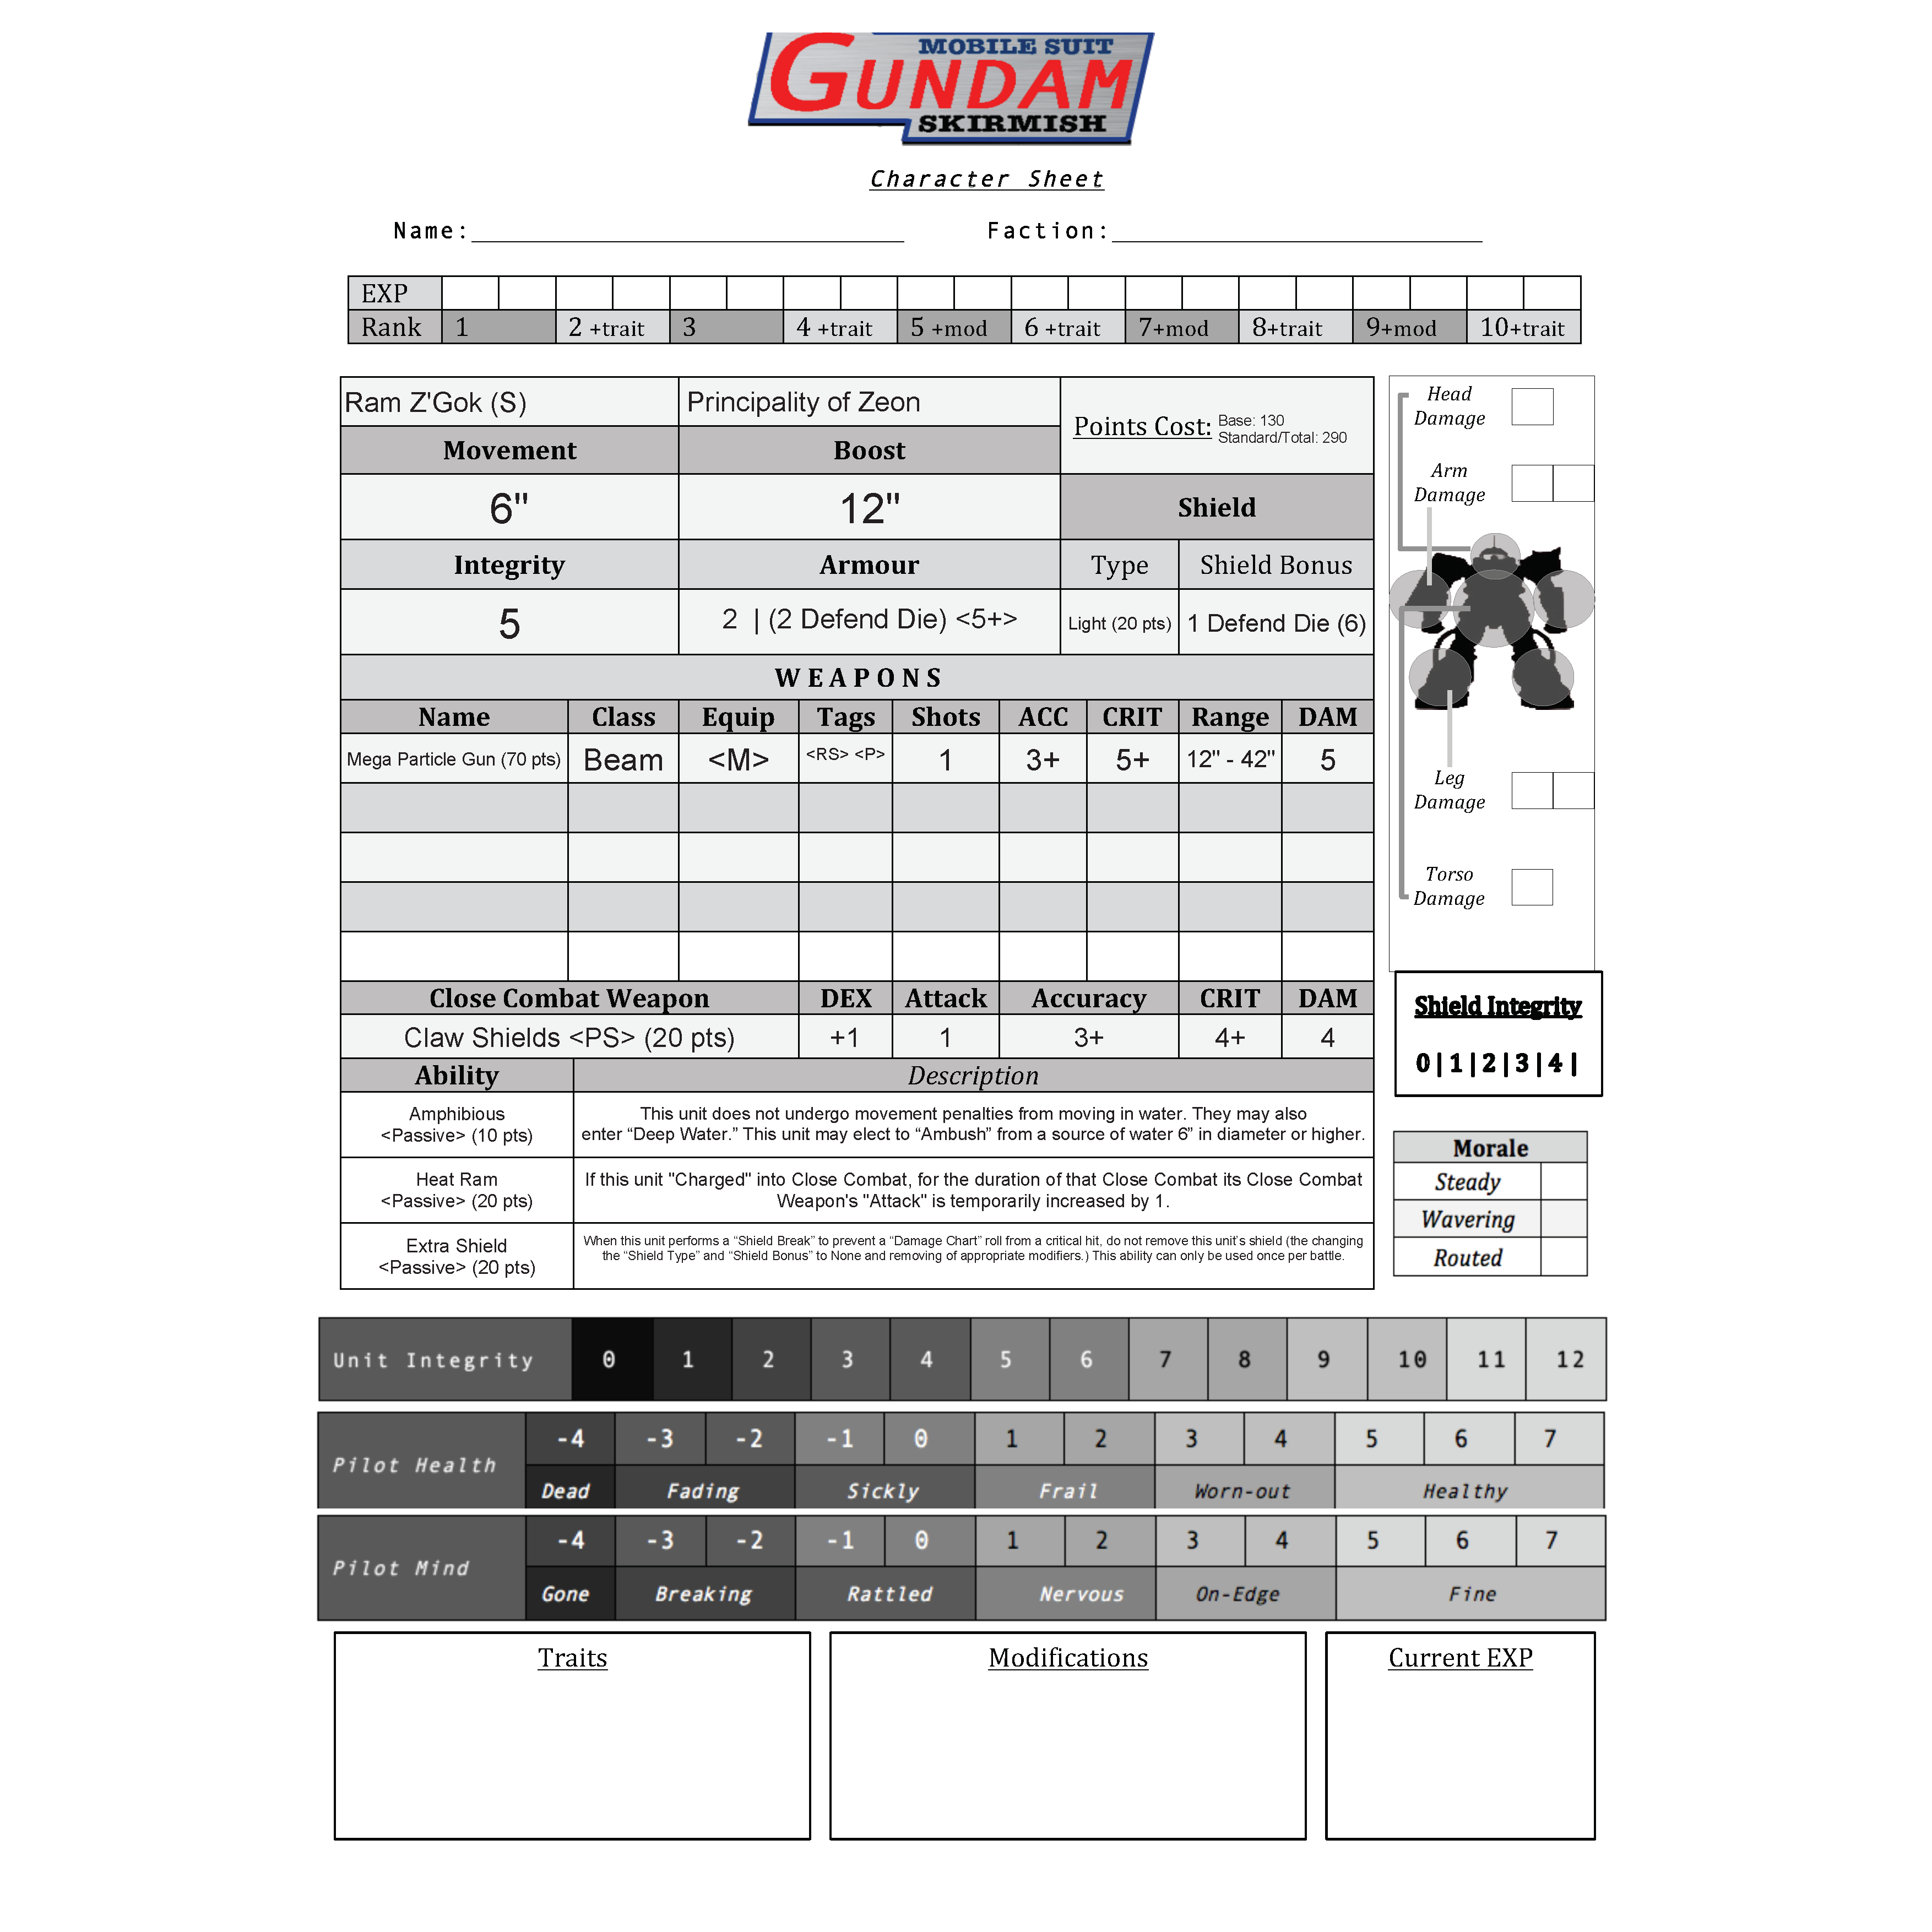 MOBILE SUIT
GUNDAM
SKIRMISH
Character Sheet
Name: Faction:
EXP
Rank 1 2 +trait 3 4 +trait 5 +mod 6 +trait 7+mod 8+trait 9+mod 10+trait
Ram Z'Gok (S) Principality of Zeon Points Cost: Base: 130
Standard/Total: 290
Movement Boost
6" 12" Shield
Integrity Armour Type Shield Bonus
5 2 | (2 Defend Die) <5+> Light (20 pts) 1 Defend Die (6)
WEAPONS
Name Class Equip Tags Shots ACC CRIT Range DAM
Mega Particle Gun (70 pts) Beam <M> <RS> <P> 1 3+ 5+ 12" - 42" 5
Close Combat Weapon DEX Attack Accuracy CRIT DAM
Claw Shields <PS> (20 pts) +1 1 3+ 4+ 4
Ability Description
Amphibious
<Passive> (10 pts)
This unit does not undergo movement penalties from moving in water. They may also
enter “Deep Water.” This unit may elect to “Ambush” from a source of water 6” in diameter or higher.
Heat Ram
<Passive> (20 pts)
If this unit "Charged" into Close Combat, for the duration of that Close Combat its Close Combat
Weapon's "Attack" is temporarily increased by 1.
Extra Shield
<Passive> (20 pts)
When this unit performs a “Shield Break” to prevent a “Damage Chart” roll from a critical hit, do not remove this unit's shield (the changing
the “Shield Type” and “Shield Bonus” to None and removing of appropriate modifiers.) This ability can only be used once per battle.
Head
Damage
Arm
Damage
Leg
Damage
Torso
Damage
Shield Integrity
0|1|2|3|4|
Morale
Steady
Wavering
Routed
Unit Integrity 0 1 2 3 4 5 6 7 8 9 10 11 12
Pilot Health
-4 -3 -2 -1 0 1 2 3 4 5 6 7
Dead Fading Sickly Frail Worn-out Healthy
Pilot Mind
-4 -3 -2 -1 0 1 2 3 4 5 6 7
Gone Breaking Rattled Nervous On-Edge Fine
Traits Modifications Current EXP